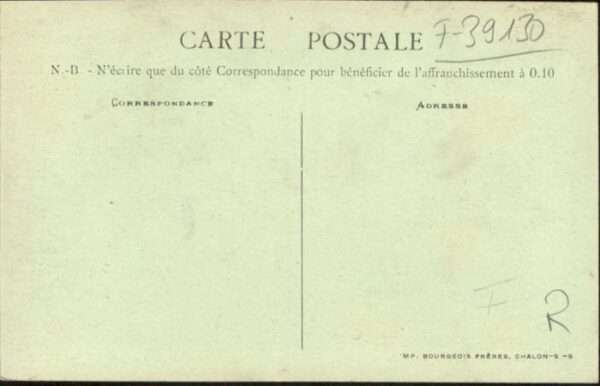 CARTE POSTALE F-39130
N.-B. - N'écrire que du côté Correspondance pour bénéficier de l'affranchissement à 0.10
CORRESPONDANCE ADRESSE
F
R
IMP. BOURGEOIS FRÈRES, CHALON-S-S